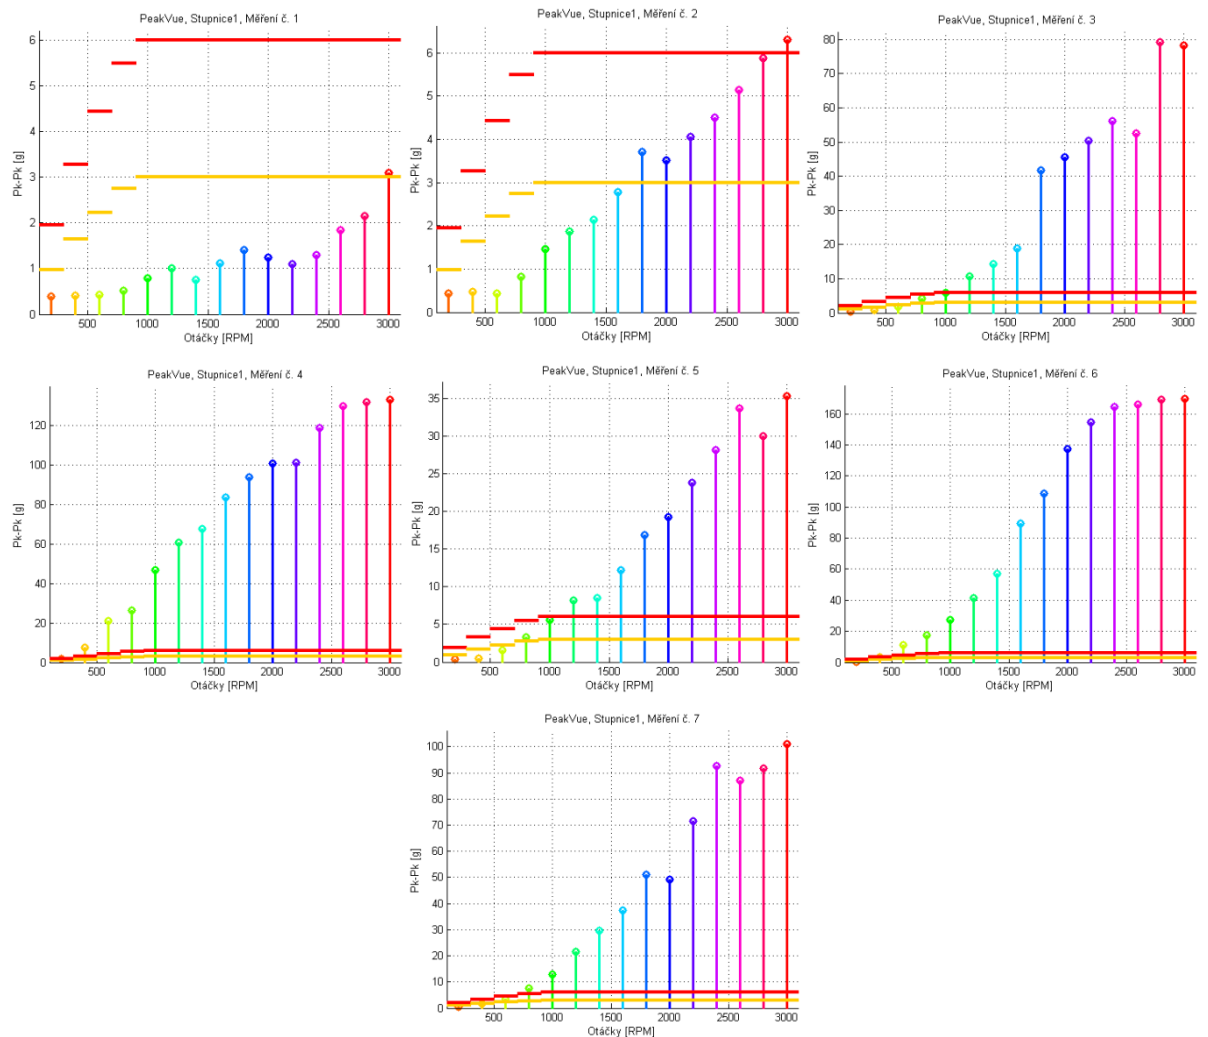 PeakVue, Stupnice1, Měření č. 1
6
5
4
3
2
1
0
Pk-Pk [g]
500 1000 1500 2000 2500 3000
Otáčky [RPM]
PeakVue, Stupnice1, Měření č. 2
6
5
4
3
2
1
0
Pk-Pk [g]
500 1000 1500 2000 2500 3000
Otáčky [RPM]
PeakVue, Stupnice1, Měření č. 3
80
70
60
50
40
30
20
10
0
Pk-Pk [g]
500 1000 1500 2000 2500 3000
Otáčky [RPM]
PeakVue, Stupnice1, Měření č. 4
120
100
80
60
40
20
0
Pk-Pk [g]
500 1000 1500 2000 2500 3000
Otáčky [RPM]
PeakVue, Stupnice1, Měření č. 5
35
30
25
20
15
10
5
0
Pk-Pk [g]
500 1000 1500 2000 2500 3000
Otáčky [RPM]
PeakVue, Stupnice1, Měření č. 6
160
140
120
100
80
60
40
20
0
Pk-Pk [g]
500 1000 1500 2000 2500 3000
Otáčky [RPM]
PeakVue, Stupnice1, Měření č. 7
100
90
80
70
60
50
40
30
20
10
0
Pk-Pk [g]
500 1000 1500 2000 2500 3000
Otáčky [RPM]